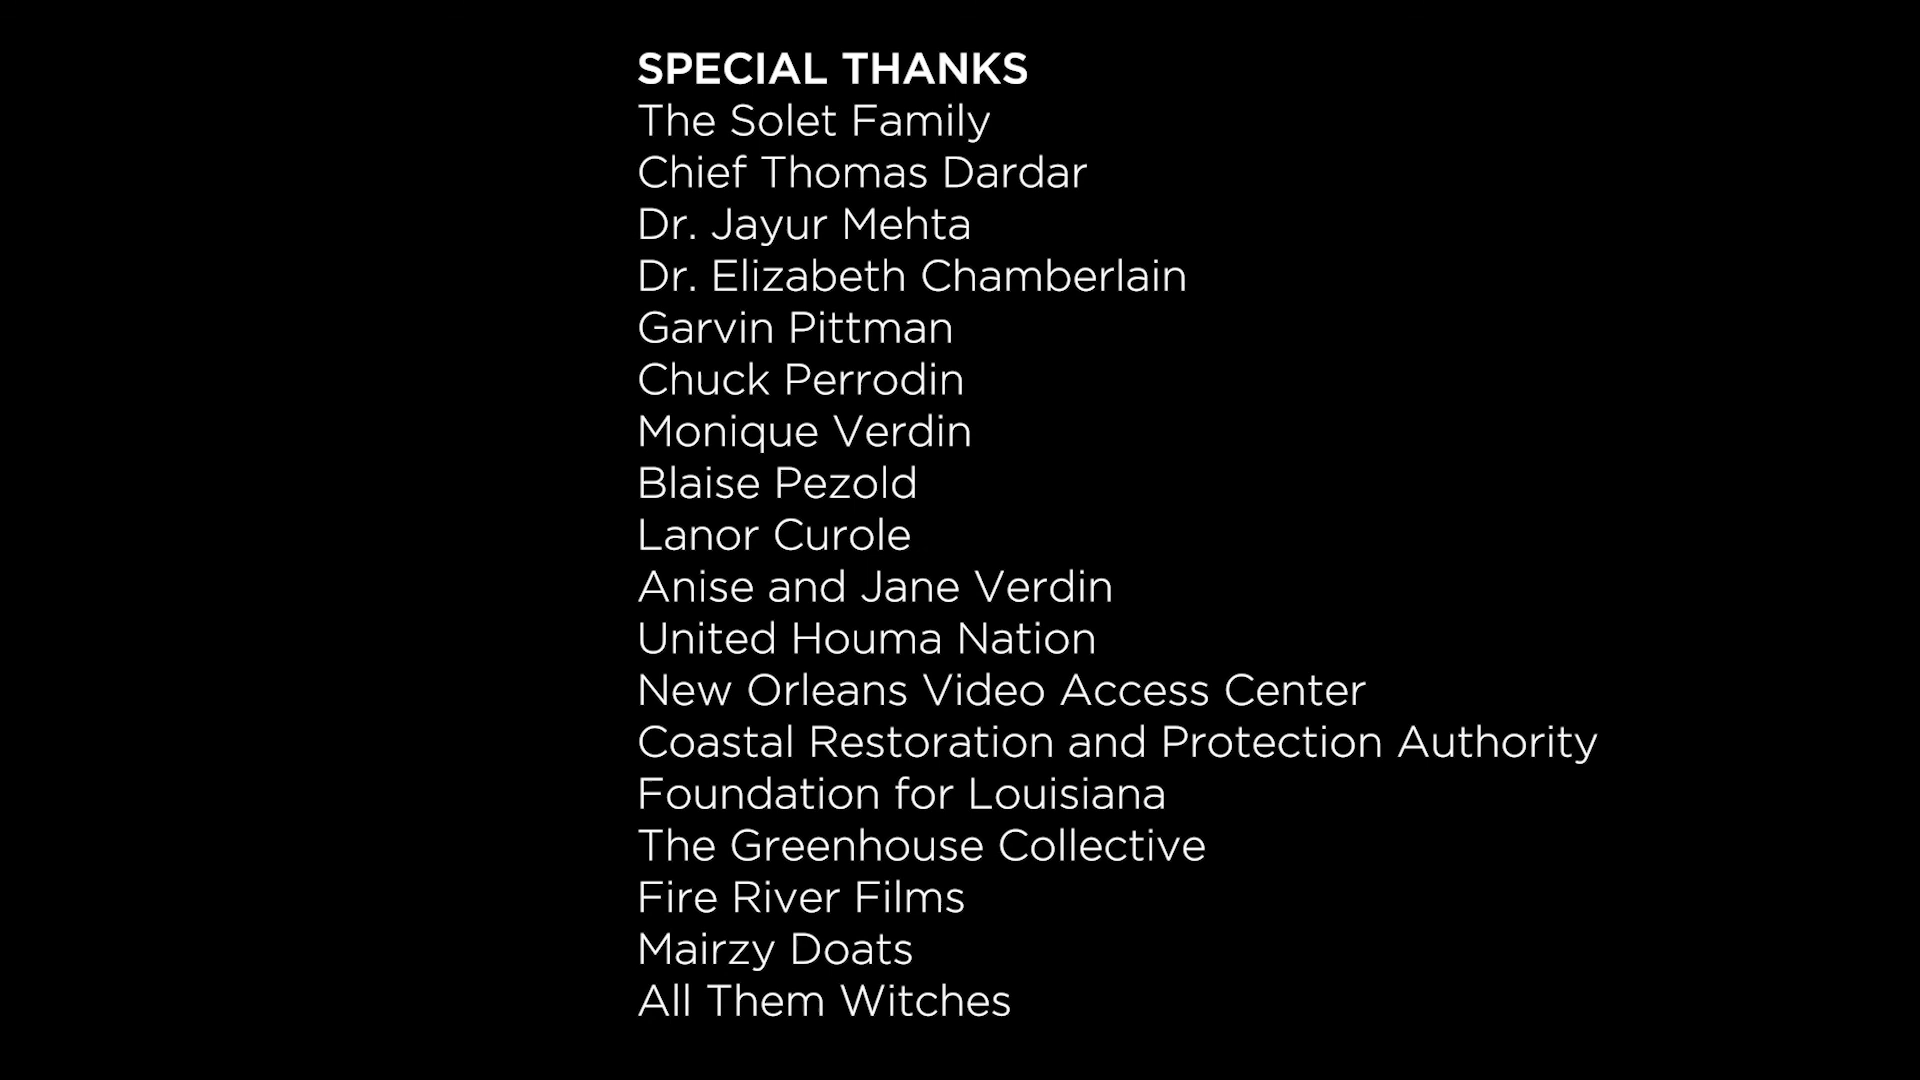 SPECIAL THANKS
The Solet Family
Chief Thomas Dardar
Dr. Jayur Mehta
Dr. Elizabeth Chamberlain
Garvin Pittman
Chuck Perrodin
Monique Verdin
Blaise Pezold
Lanor Curole
Anise and Jane Verdin
United Houma Nation
New Orleans Video Access Center
Coastal Restoration and Protection Authority
Foundation for Louisiana
The Greenhouse Collective
Fire River Films
Mairzy Doats
All Them Witches